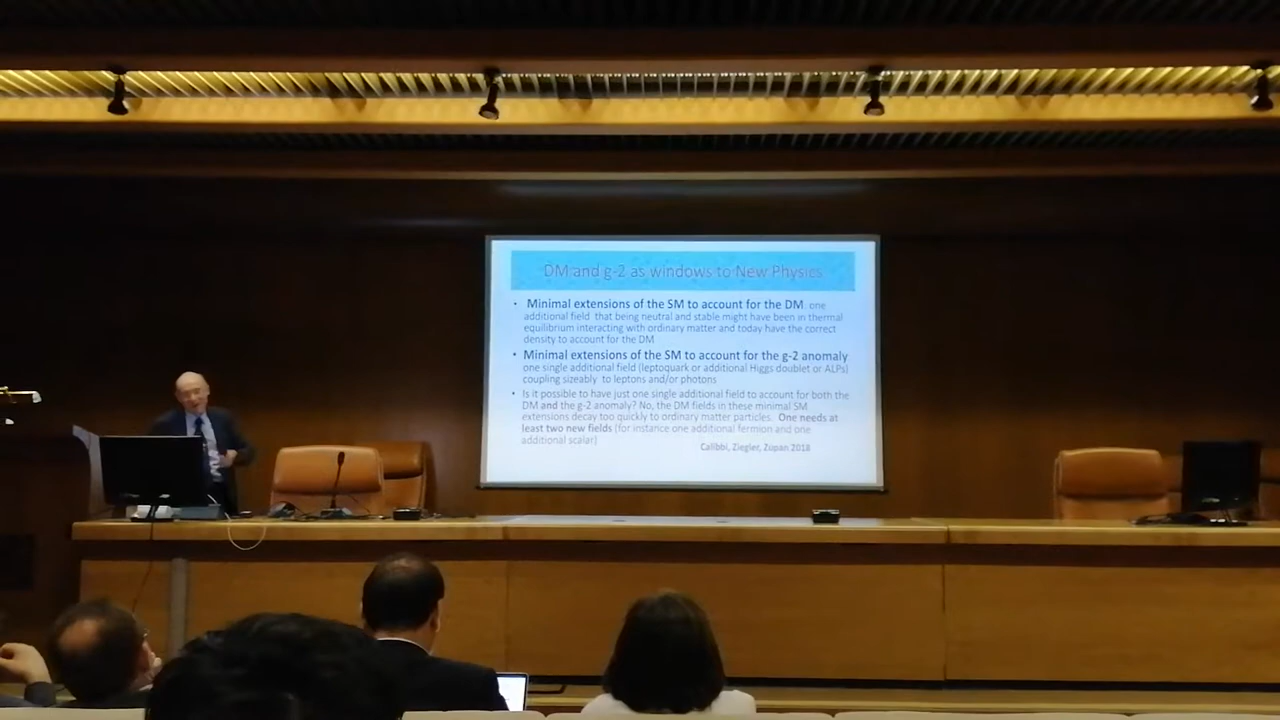 DM and g-2 as windows to New Physics
• Minimal extensions of the SM to account for the DM: one
additional field that being neutral and stable might have been in thermal
equilibrium interacting with ordinary matter and today have the correct
density to account for the DM
• Minimal extensions of the SM to account for the g-2 anomaly
one single additional field (leptoquark or additional Higgs doublet or ALPs)
coupling sizeably to leptons and/or photons
• Is it possible to have just one single additional field to account for both the
DM and the g-2 anomaly? No, the DM fields in these minimal SM
extensions decay too quickly to ordinary matter particles. One needs at
least two new fields (for instance one additional fermion and one
additional scalar)
Calibbi, Ziegler, Zupan 2018